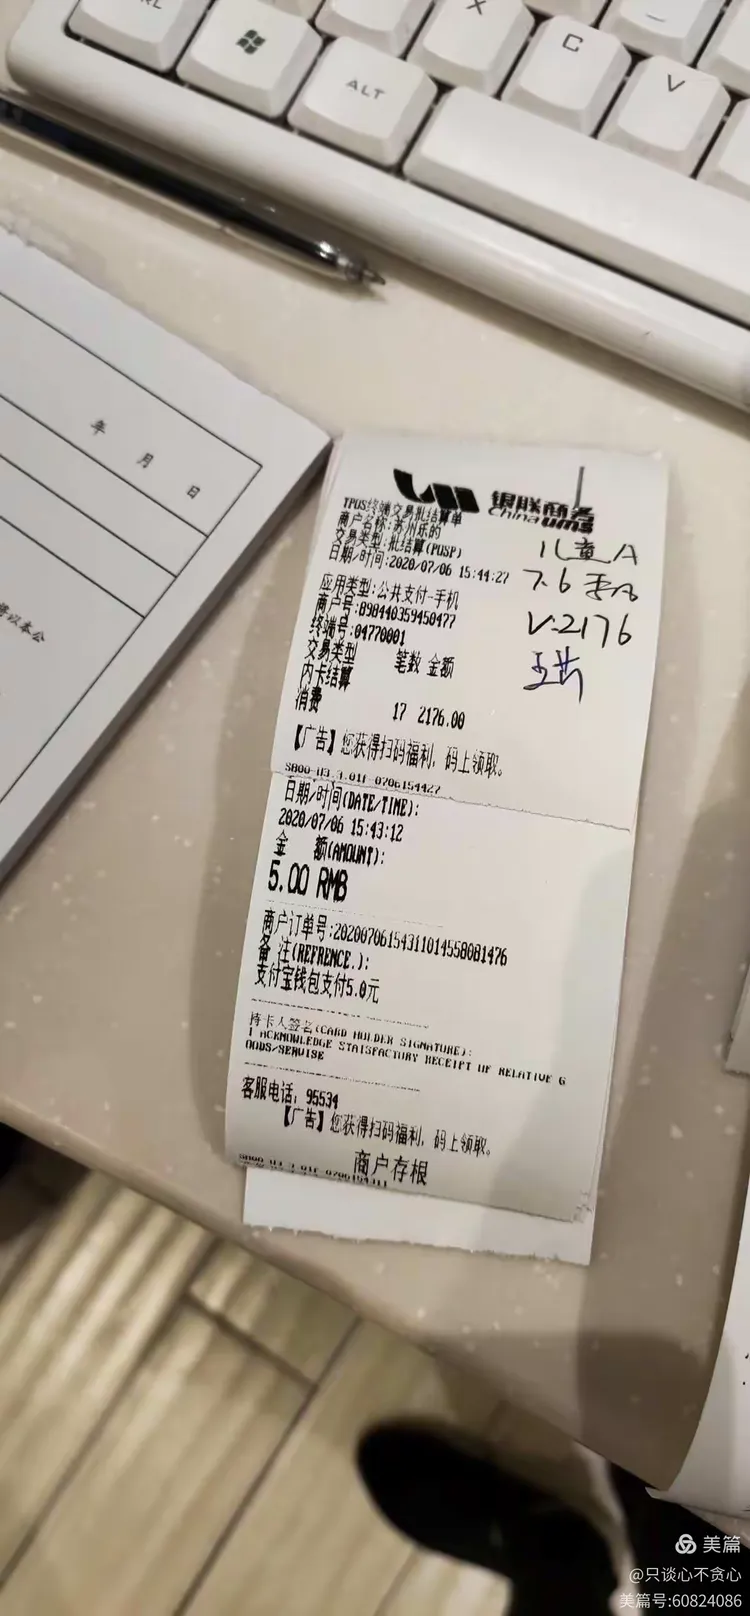 RL
ALT
X
C
V
年 月 日
银联商务
China ums
TPOS终端交易批结算单
商户名称:苏州乐的
交易类型:批结算(POSP)
日期/时间:2020/07/06 15:44:27
应用类型:公共支付-手机
商户号:898440359450477
终端号:04770001
交易类型 笔数 金额
内卡结算
消费 17 2176.00
【广告】您获得扫码福利，码上领取。
儿童A
7.6
V:2176
日期/时间(DATE/TIME):
2020/07/06 15:43:12
金 额(AMOUNT):
5.00 RMB
商户订单号:20200706154311014558081476
备 注(REFRENCE.):
支付宝钱包支付5.0元
持卡人签名(CARD HOLDER SIGNATURE):
I ACKNOWLEDGE STAISFACTORY RECEIPT OF RELATIVE G
OODS/SERVISE
客服电话: 95534
【广告】您获得扫码福利，码上领取。
商户存根
美篇
@只谈心不贪心
美篇号:60824086